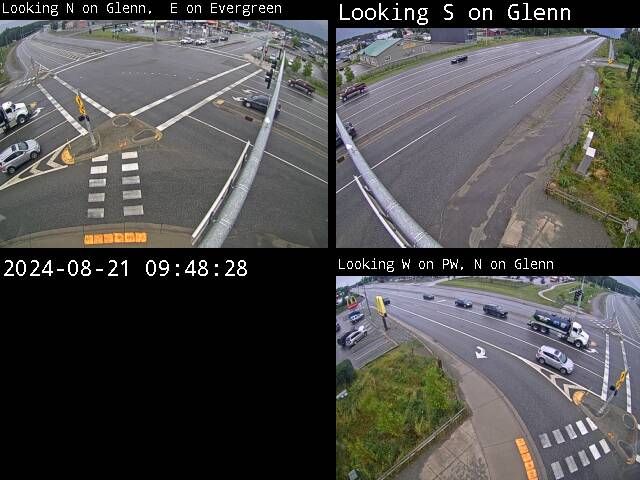 Looking N on Glenn,  E on Evergreen
Looking S on Glenn
2024-08-21 09:48:28
Looking W on PW, N on Glenn